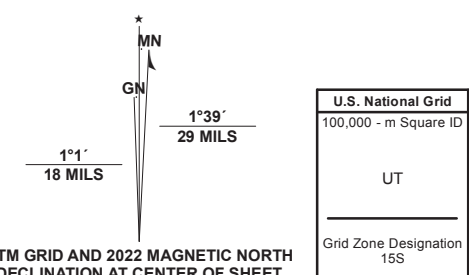 ★
MN
GN
1°39´
29 MILS
1°1´
18 MILS
TM GRID AND 2022 MAGNETIC NORTH
DECLINATION AT CENTER OF SHEET
U.S. National Grid
100,000 - m Square ID
UT
Grid Zone Designation
15S